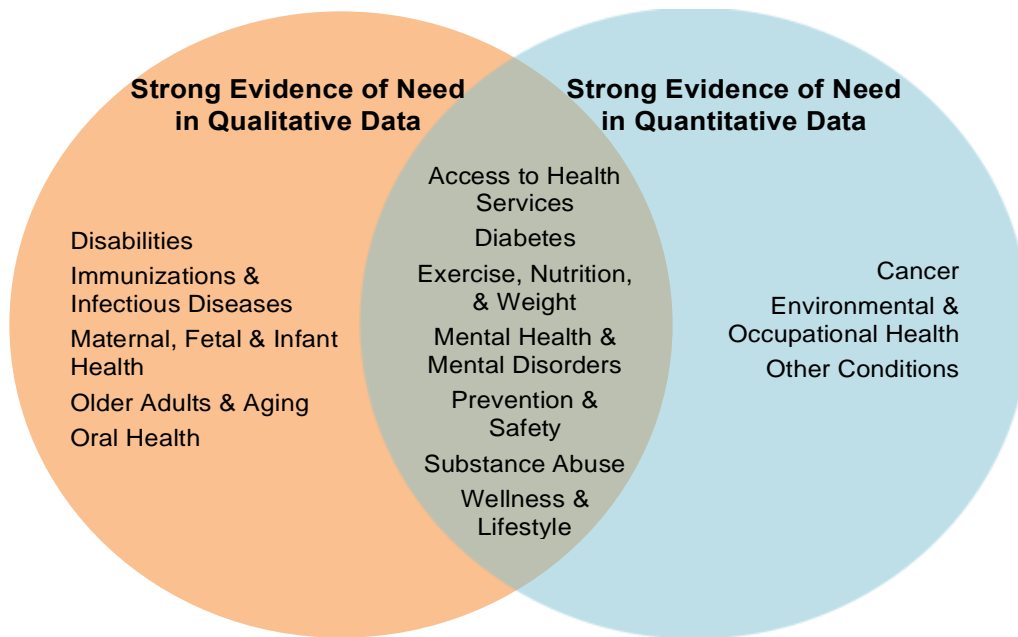 Strong Evidence of Need
in Qualitative Data
Disabilities
Immunizations &
Infectious Diseases
Maternal, Fetal & Infant
Health
Older Adults & Aging
Oral Health
Access to Health
Services
Diabetes
Exercise, Nutrition,
& Weight
Mental Health &
Mental Disorders
Prevention &
Safety
Substance Abuse
Wellness &
Lifestyle
Strong Evidence of Need
in Quantitative Data
Cancer
Environmental &
Occupational Health
Other Conditions